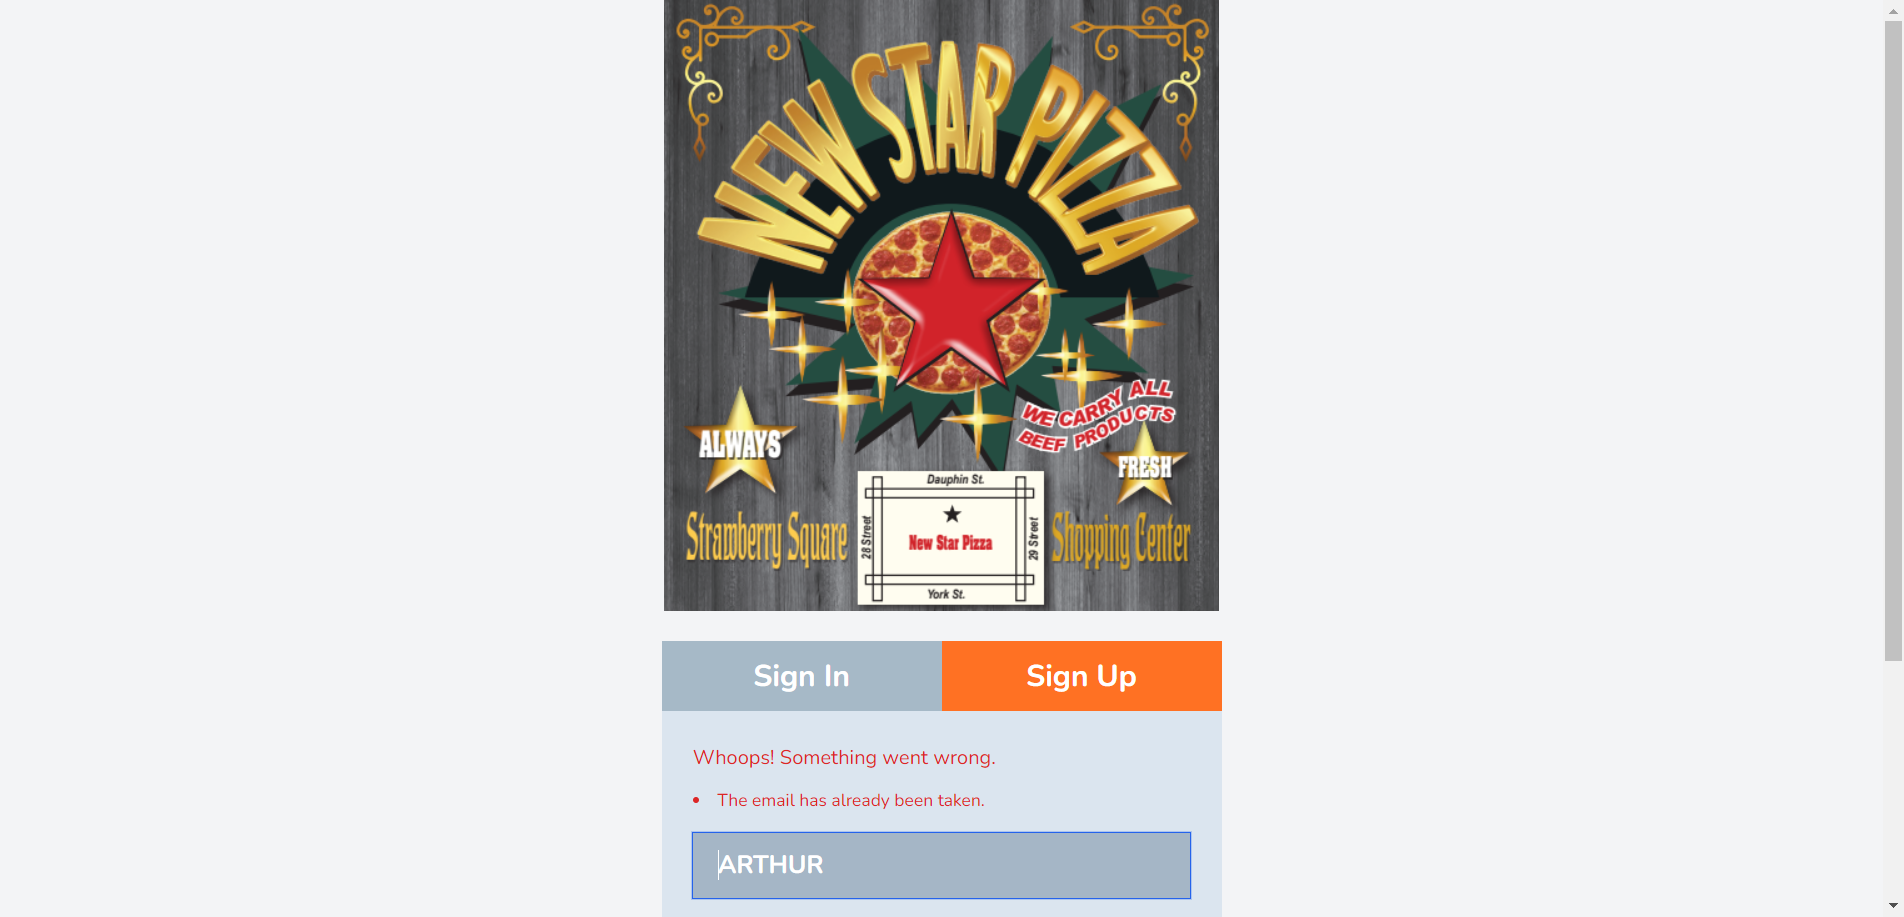 NEW STAR PIZZA
WE CARRY ALL
BEEF PRODUCTS
ALWAYS
FRESH
Strawberry Square
Dauphin St.
28 Street
New Star Pizza
29 Street
York St.
Shopping Center
Sign In
Sign Up
Whoops! Something went wrong.
The email has already been taken.
ARTHUR